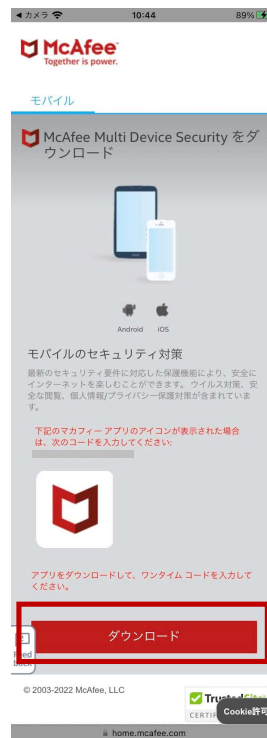 ◀カメラ 10:44 89%
McAfee
Together is power.
モバイル
McAfee Multi Device Security をダ
ウンロード
Android iOS
モバイルのセキュリティ対策
最新のセキュリティ要件に対応した保護機能により、安全に
インターネットを楽しむことができます。ウイルス対策、安
全な閲覧、個人情報/プライバシー保護対策が含まれていま
す。
下記のマカフィー アプリのアイコンが表示された場合
は、次のコードを入力してください:
アプリをダウンロードして、ワンタイム コードを入力して
ください。
ダウンロード
Feed
© 2003-2022 McAfee, LLC
Cookie許可
home.mcafee.com